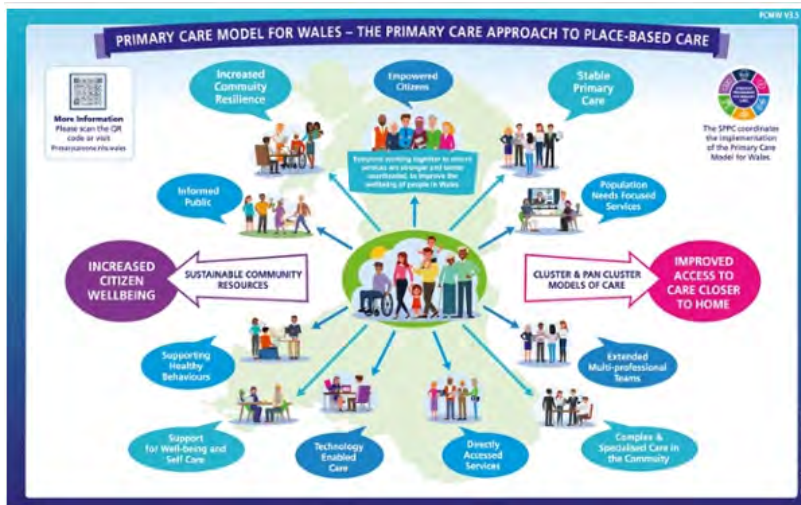 PCMW V3.5
PRIMARY CARE MODEL FOR WALES – THE PRIMARY CARE APPROACH TO PLACE-BASED CARE
More Information
Please scan the QR
code or visit
Increased
Commuity
Resilience
Empowered
Citizens
Stable
Primary
Care
The SPPC coordinates
the implementation
of the Primary Care
Model for Wales.
Everyone working together to ensure
services are stronger and better
coordinated, to improve the
wellbeing of people in Wales
Informed
Public
Population
Needs Focused
Services
INCREASED
CITIZEN
WELLBEING
SUSTAINABLE COMMUNITY
RESOURCES
CLUSTER & PAN CLUSTER
MODELS OF CARE
IMPROVED
ACCESS TO
CARE CLOSER
TO HOME
Supporting
Healthy
Behaviours
Extended
Multi-professional
Teams
Support
for Well-being and
Self Care
Technology
Enabled
Care
Directly
Accessed
Services
Complex &
Specialised Care in
the Commuity